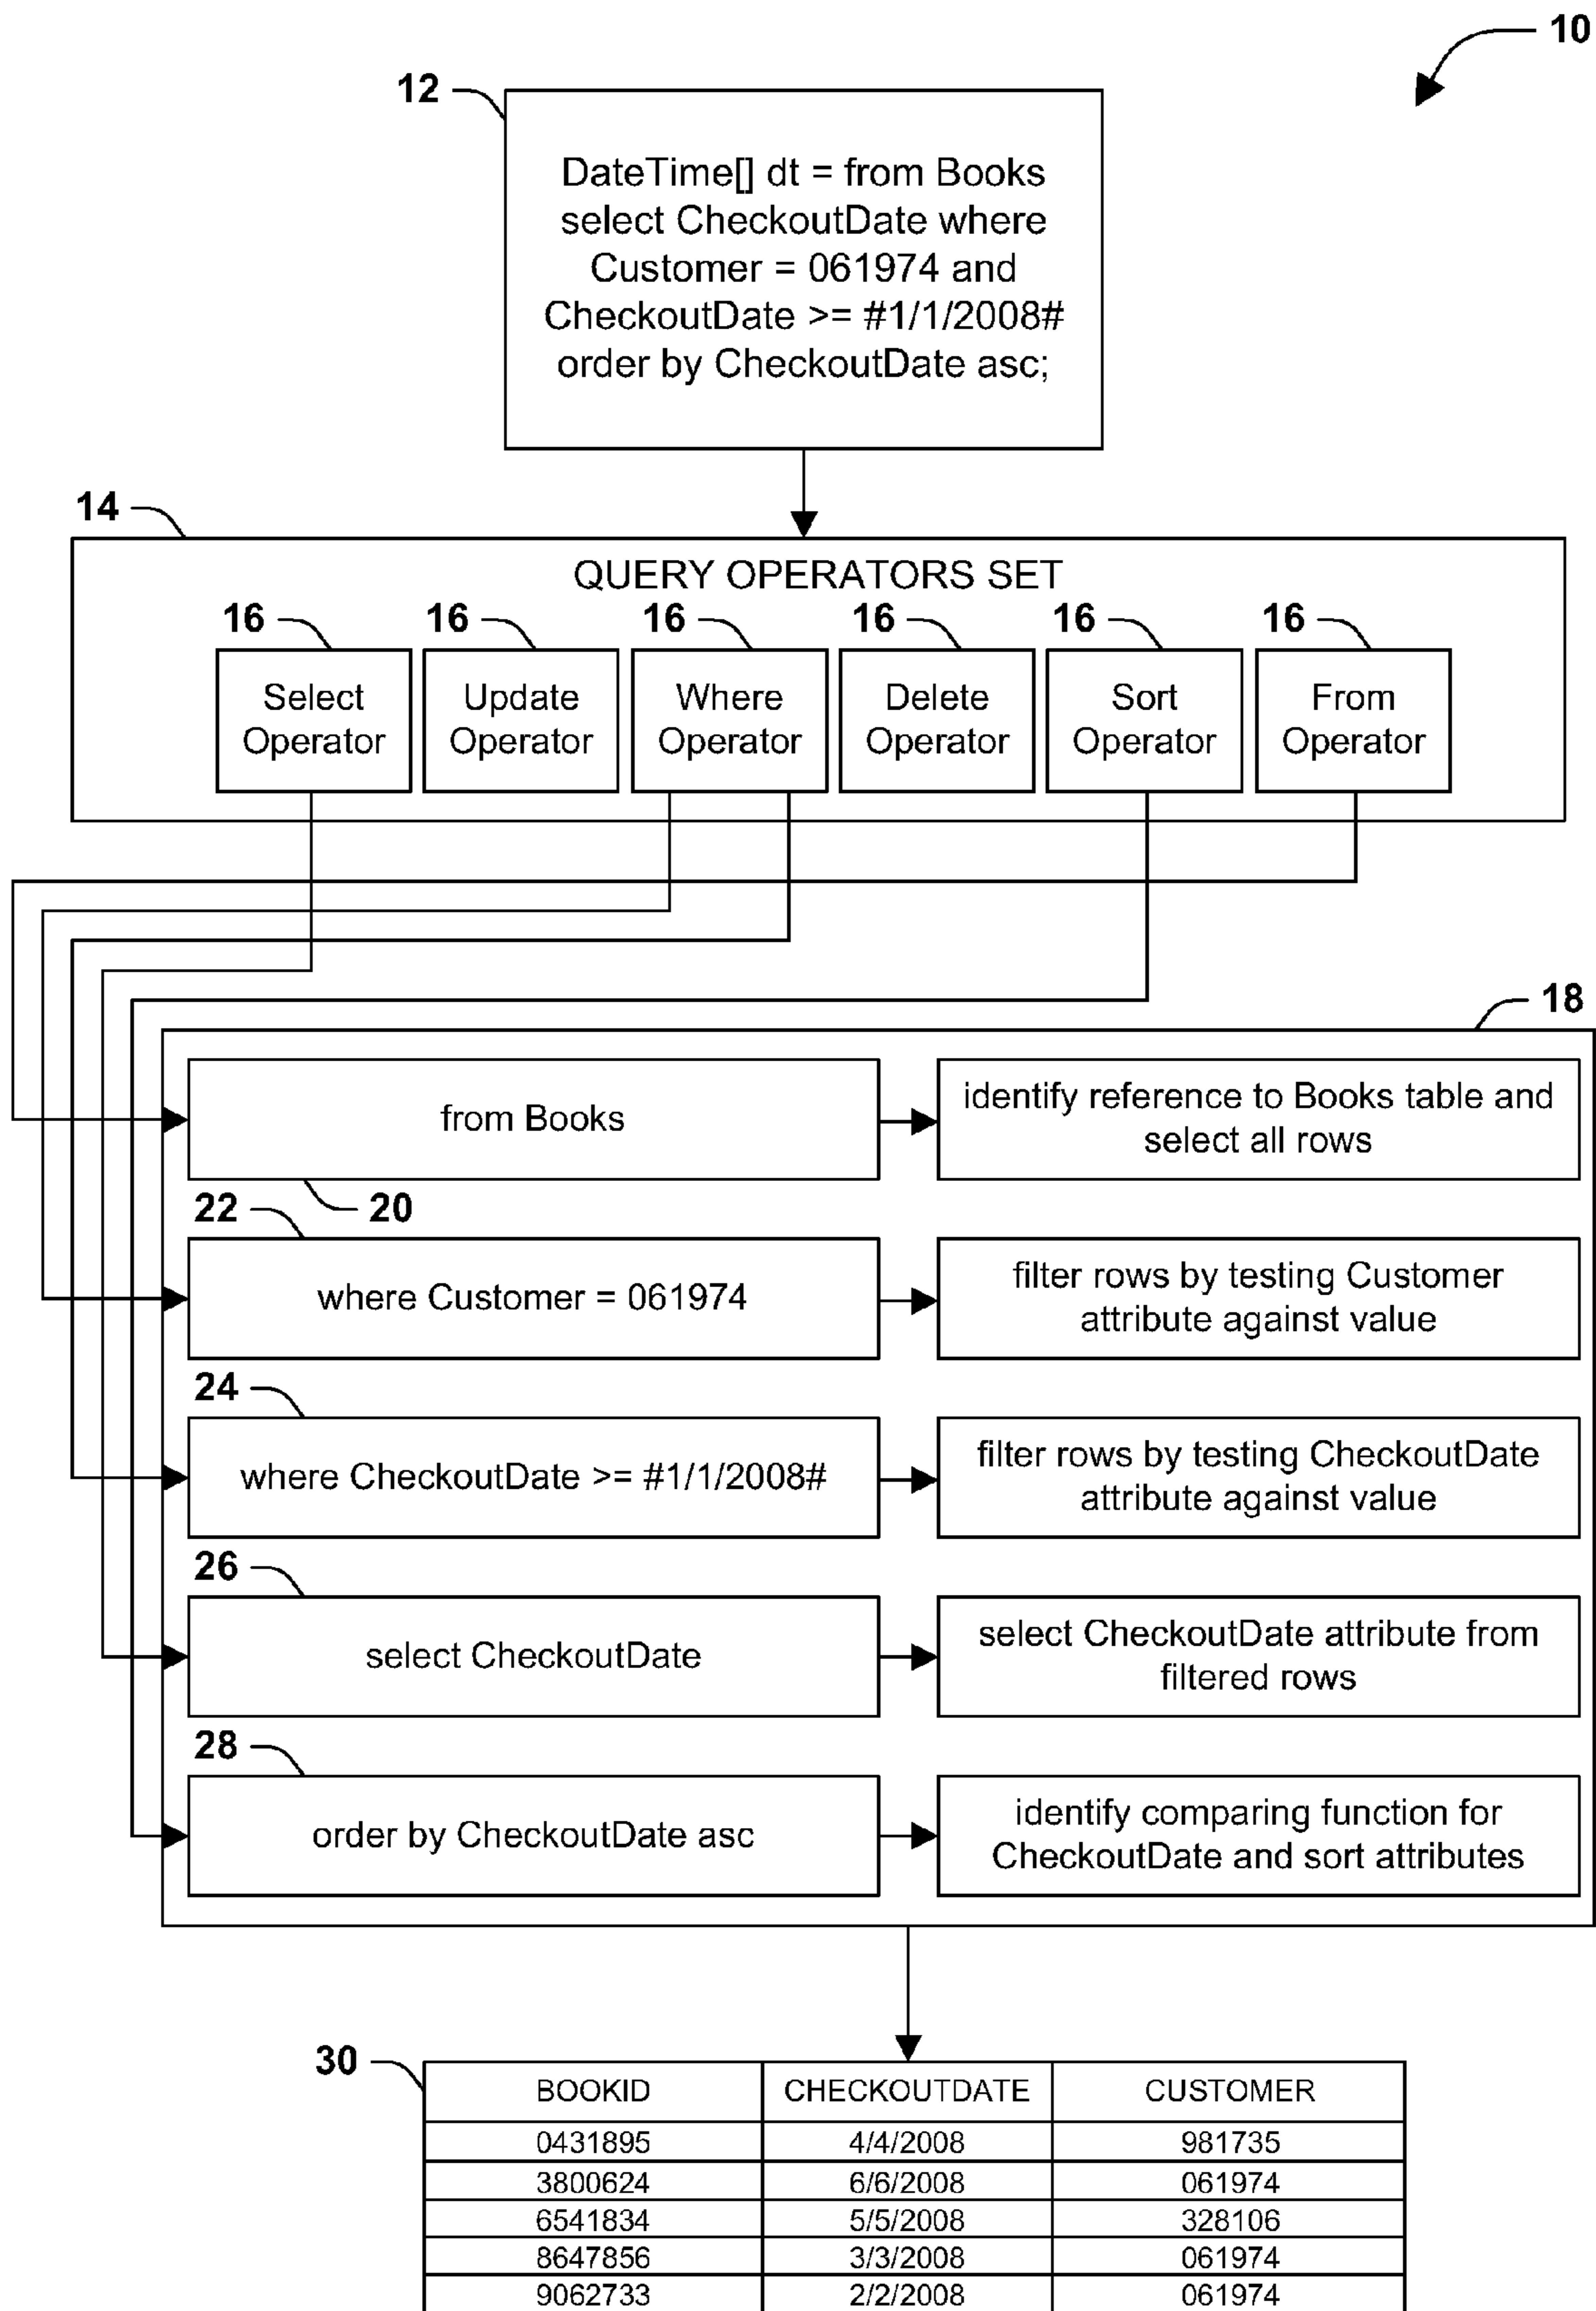 10
12
DateTime[] dt = from Books
select CheckoutDate where
Customer = 061974 and
CheckoutDate >= #1/1/2008#
order by CheckoutDate asc;
14
QUERY OPERATORS SET
16 16 16 16 16 16
Select Operator
Update Operator
Where Operator
Delete Operator
Sort Operator
From Operator
18
from Books
identify reference to Books table and
select all rows
20
22
where Customer = 061974
filter rows by testing Customer
attribute against value
24
where CheckoutDate >= #1/1/2008#
filter rows by testing CheckoutDate
attribute against value
26
select CheckoutDate
select CheckoutDate attribute from
filtered rows
28
order by CheckoutDate asc
identify comparing function for
CheckoutDate and sort attributes
30
BOOKID CHECKOUTDATE CUSTOMER
0431895 4/4/2008 981735
3800624 6/6/2008 061974
6541834 5/5/2008 328106
8647856 3/3/2008 061974
9062733 2/2/2008 061974